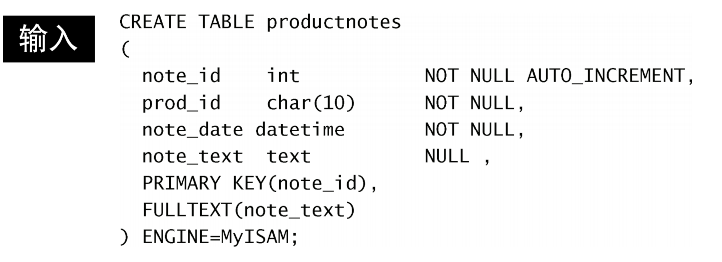 输入
CREATE TABLE productnotes
(
  note_id    int           NOT NULL AUTO_INCREMENT,
  prod_id    char(10)      NOT NULL,
  note_date datetime       NOT NULL,
  note_text  text          NULL ,
  PRIMARY KEY(note_id),
  FULLTEXT(note_text)
) ENGINE=MyISAM;